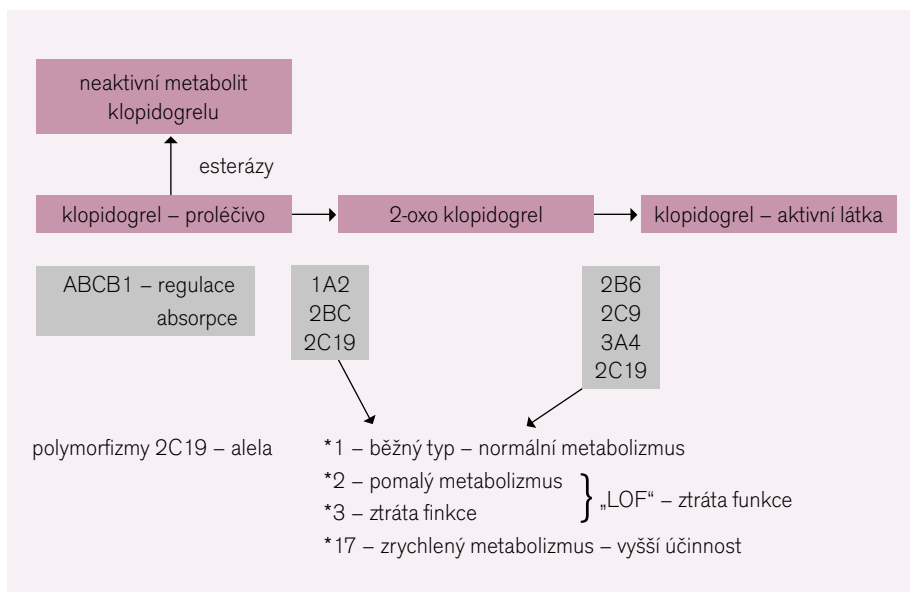 neaktivní metabolit
klopidogrelu
esterázy
klopidogrel – proléčivo
2-oxo klopidogrel
klopidogrel – aktivní látka
ABCB1 – regulace
absorpce
1A2
2BC
2C19
2B6
2C9
3A4
2C19
polymorfizmy 2C19 – alela
*1 – běžný typ – normální metabolizmus
*2 – pomalý metabolizmus
*3 – ztráta finkce
„LOF“ – ztráta funkce
*17 – zrychlený metabolizmus – vyšší účinnost